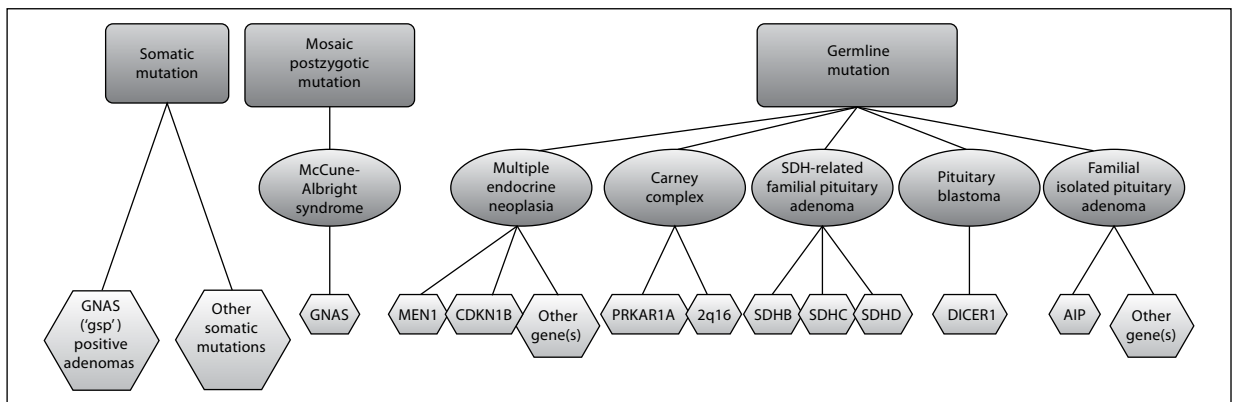 Somatic
mutation
Mosaic
postzygotic
mutation
Germline
mutation
McCune-
Albright
syndrome
Multiple
endocrine
neoplasia
Carney
complex
SDH-related
familial pituitary
adenoma
Pituitary
blastoma
Familial
isolated pituitary
adenoma
GNAS
('gsp')
positive
adenomas
Other
somatic
mutations
GNAS
MEN1
CDKN1B
Other
gene(s)
PRKAR1A
2q16
SDHB
SDHC
SDHD
DICER1
AIP
Other
gene(s)